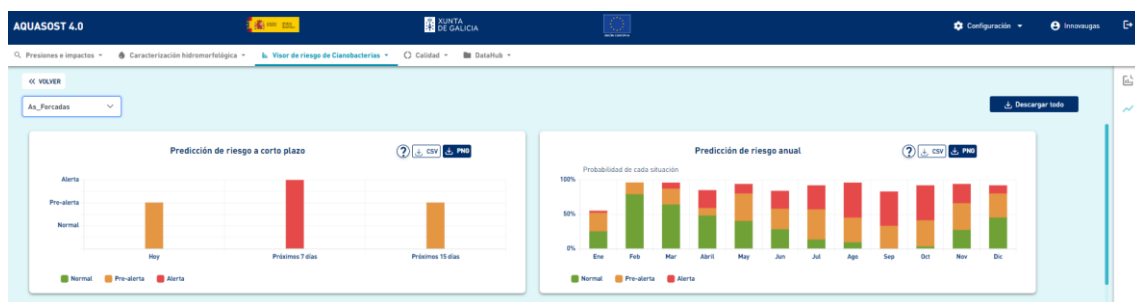 AQUASOST 4.0
XUNTA
DE GALICIA
Configuración
Innovaugas
Presiones e impactos
Caracterización hidromorfológica
Visor de riesgo de Cianobacterias
Calidad
DataHub
<< VOLVER
As_Forcadas
Descargar todo
Predicción de riesgo a corto plazo
? CSV PNG
Alerta
Pre-alerta
Normal
Hoy Próximos 7 días Próximos 15 días
Normal Pre-alerta Alerta
Predicción de riesgo anual
? CSV PNG
Probabilidad de cada situación
100%
50%
0%
Ene Feb Mar Abril May Jun Jul Ago Sep Oct Nov Dic
Normal Pre-alerta Alerta